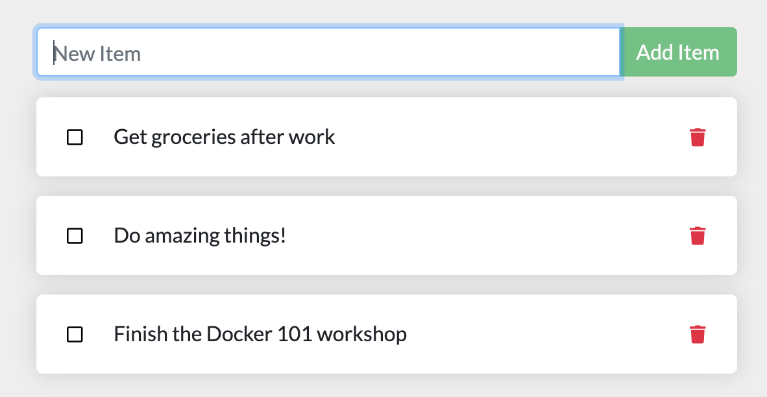 New Item
Add Item
Get groceries after work
Do amazing things!
Finish the Docker 101 workshop